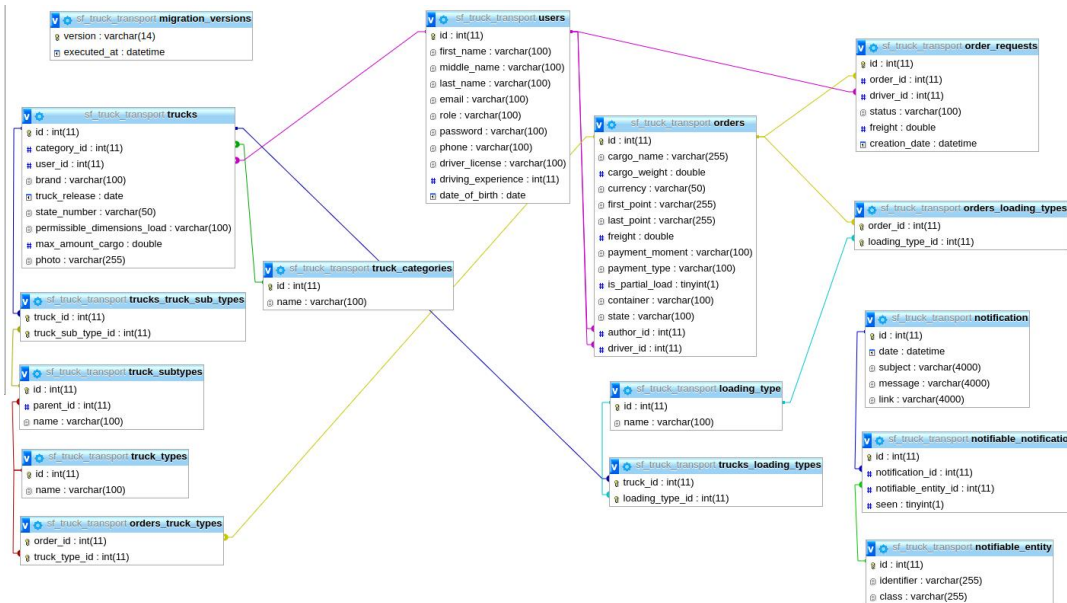 sf_truck_transport migration_versions
version : varchar(14)
executed_at : datetime
sf_truck_transport users
id : int(11)
first_name : varchar(100)
middle_name : varchar(100)
last_name : varchar(100)
email : varchar(100)
role : varchar(100)
password : varchar(100)
phone : varchar(100)
driver_license : varchar(100)
driving_experience : int(11)
date_of_birth : date
sf_truck_transport order_requests
id : int(11)
order_id : int(11)
driver_id : int(11)
status : varchar(100)
freight : double
creation_date : datetime
sf_truck_transport trucks
id : int(11)
category_id : int(11)
user_id : int(11)
brand : varchar(100)
truck_release : date
state_number : varchar(50)
permissible_dimensions_load : varchar(100)
max_amount_cargo : double
photo : varchar(255)
sf_truck_transport orders
id : int(11)
cargo_name : varchar(255)
cargo_weight : double
currency : varchar(50)
first_point : varchar(255)
last_point : varchar(255)
freight : double
payment_moment : varchar(100)
payment_type : varchar(100)
is_partial_load : tinyint(1)
container : varchar(100)
state : varchar(100)
author_id : int(11)
driver_id : int(11)
sf_truck_transport orders_loading_types
order_id : int(11)
loading_type_id : int(11)
sf_truck_transport truck_categories
id : int(11)
name : varchar(100)
sf_truck_transport trucks_truck_sub_types
truck_id : int(11)
truck_sub_type_id : int(11)
sf_truck_transport notification
id : int(11)
date : datetime
subject : varchar(4000)
message : varchar(4000)
link : varchar(4000)
sf_truck_transport truck_subtypes
id : int(11)
parent_id : int(11)
name : varchar(100)
sf_truck_transport loading_type
id : int(11)
name : varchar(100)
sf_truck_transport notifiable_notificatio
id : int(11)
notification_id : int(11)
notifiable_entity_id : int(11)
seen : tinyint(1)
sf_truck_transport truck_types
id : int(11)
name : varchar(100)
sf_truck_transport trucks_loading_types
truck_id : int(11)
loading_type_id : int(11)
sf_truck_transport orders_truck_types
order_id : int(11)
truck_type_id : int(11)
sf_truck_transport notifiable_entity
id : int(11)
identifier : varchar(255)
class : varchar(255)